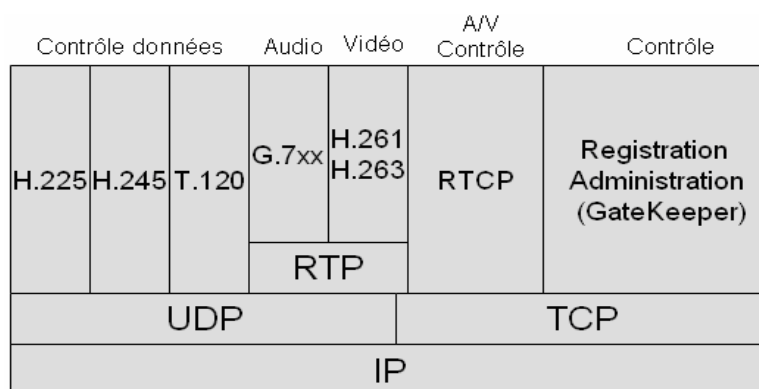 Contrôle données
Audio
Vidéo
A/V
Contrôle
Contrôle
H.225
H.245
T.120
G.7xx
H.261
H.263
RTCP
Registration
Administration
(GateKeeper)
RTP
UDP
TCP
IP